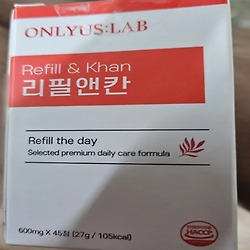 ONLYUS:LAB
Refill & Khan
리필앤칸
Refill the day
Selected premium daily care formula
600mg X 45정 (27g / 105kcal)
HACCP